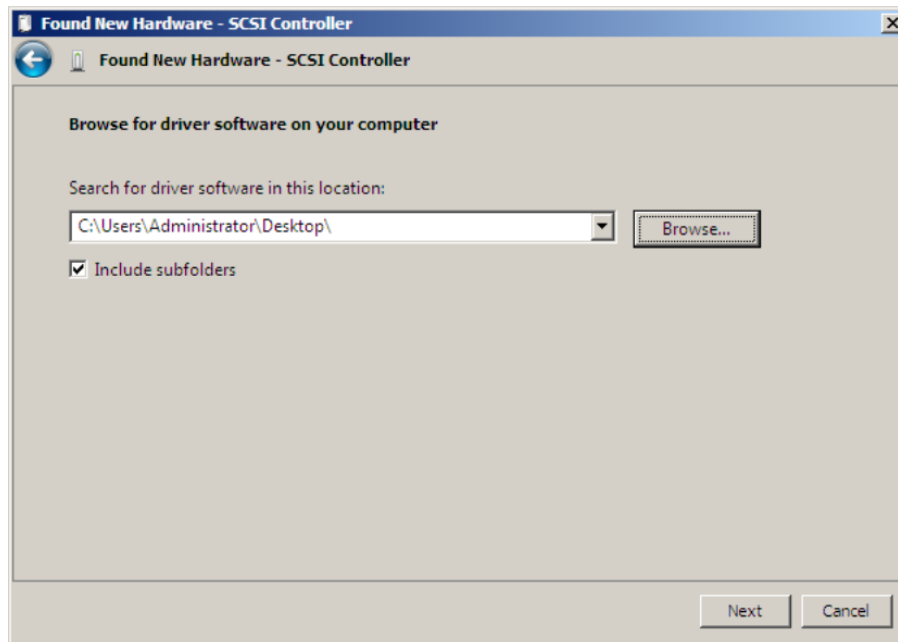 Found New Hardware - SCSI Controller
Found New Hardware - SCSI Controller
Browse for driver software on your computer
Search for driver software in this location:
C:\Users\Administrator\Desktop\
Browse...
Include subfolders
Next
Cancel